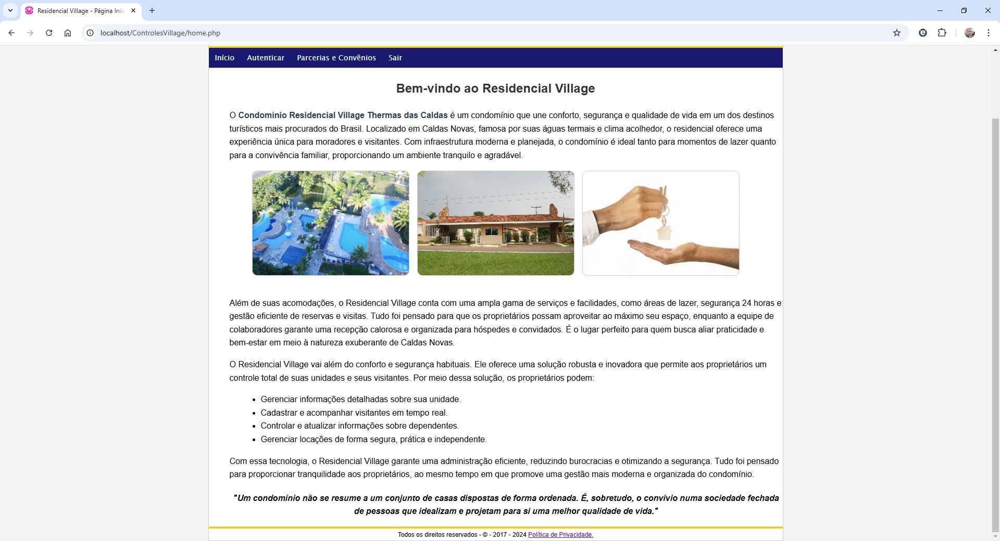 Residencial Village - Página Inic
localhost/ControlesVillage/home.php
Início Autenticar Parcerias e Convênios Sair
Bem-vindo ao Residencial Village
O Condomínio Residencial Village Thermas das Caldas é um condomínio que une conforto, segurança e qualidade de vida em um dos destinos
turísticos mais procurados do Brasil. Localizado em Caldas Novas, famosa por suas águas termais e clima acolhedor, o residencial oferece uma
experiência única para moradores e visitantes. Com infraestrutura moderna e planejada, o condomínio é ideal tanto para momentos de lazer quanto
para a convivência familiar, proporcionando um ambiente tranquilo e agradável.
Além de suas acomodações, o Residencial Village conta com uma ampla gama de serviços e facilidades, como áreas de lazer, segurança 24 horas e
gestão eficiente de reservas e visitas. Tudo foi pensado para que os proprietários possam aproveitar ao máximo seu espaço, enquanto a equipe de
colaboradores garante uma recepção calorosa e organizada para hóspedes e convidados. É o lugar perfeito para quem busca aliar praticidade e
bem-estar em meio à natureza exuberante de Caldas Novas.
O Residencial Village vai além do conforto e segurança habituais. Ele oferece uma solução robusta e inovadora que permite aos proprietários um
controle total de suas unidades e seus visitantes. Por meio dessa solução, os proprietários podem:
• Gerenciar informações detalhadas sobre sua unidade.
• Cadastrar e acompanhar visitantes em tempo real.
• Controlar e atualizar informações sobre dependentes.
• Gerenciar locações de forma segura, prática e independente.
Com essa tecnologia, o Residencial Village garante uma administração eficiente, reduzindo burocracias e otimizando a segurança. Tudo foi pensado
para proporcionar tranquilidade aos proprietários, ao mesmo tempo em que promove uma gestão mais moderna e organizada do condomínio.
"Um condomínio não se resume a um conjunto de casas dispostas de forma ordenada. É, sobretudo, o convívio numa sociedade fechada
de pessoas que idealizam e projetam para si uma melhor qualidade de vida."
Todos os direitos reservados - © - 2017 - 2024 Política de Privacidade.